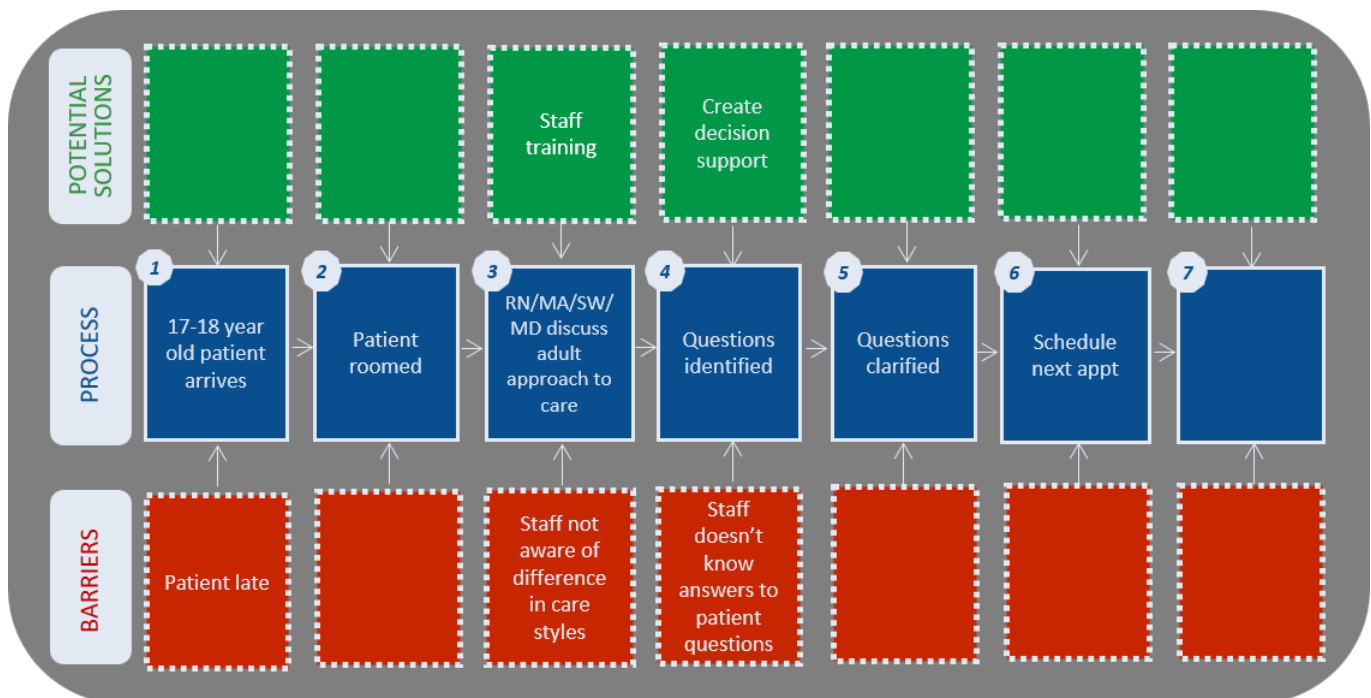 POTENTIAL
SOLUTIONS
Staff
training
Create
decision
support
PROCESS
1
17-18 year
old patient
arrives
2
Patient
roomed
3
RN/MA/SW/
MD discuss
adult
approach to
care
4
Questions
identified
5
Questions
clarified
6
Schedule
next appt
7
BARRIERS
Patient late
Staff not
aware of
difference
in care
styles
Staff
doesn’t
know
answers to
patient
questions